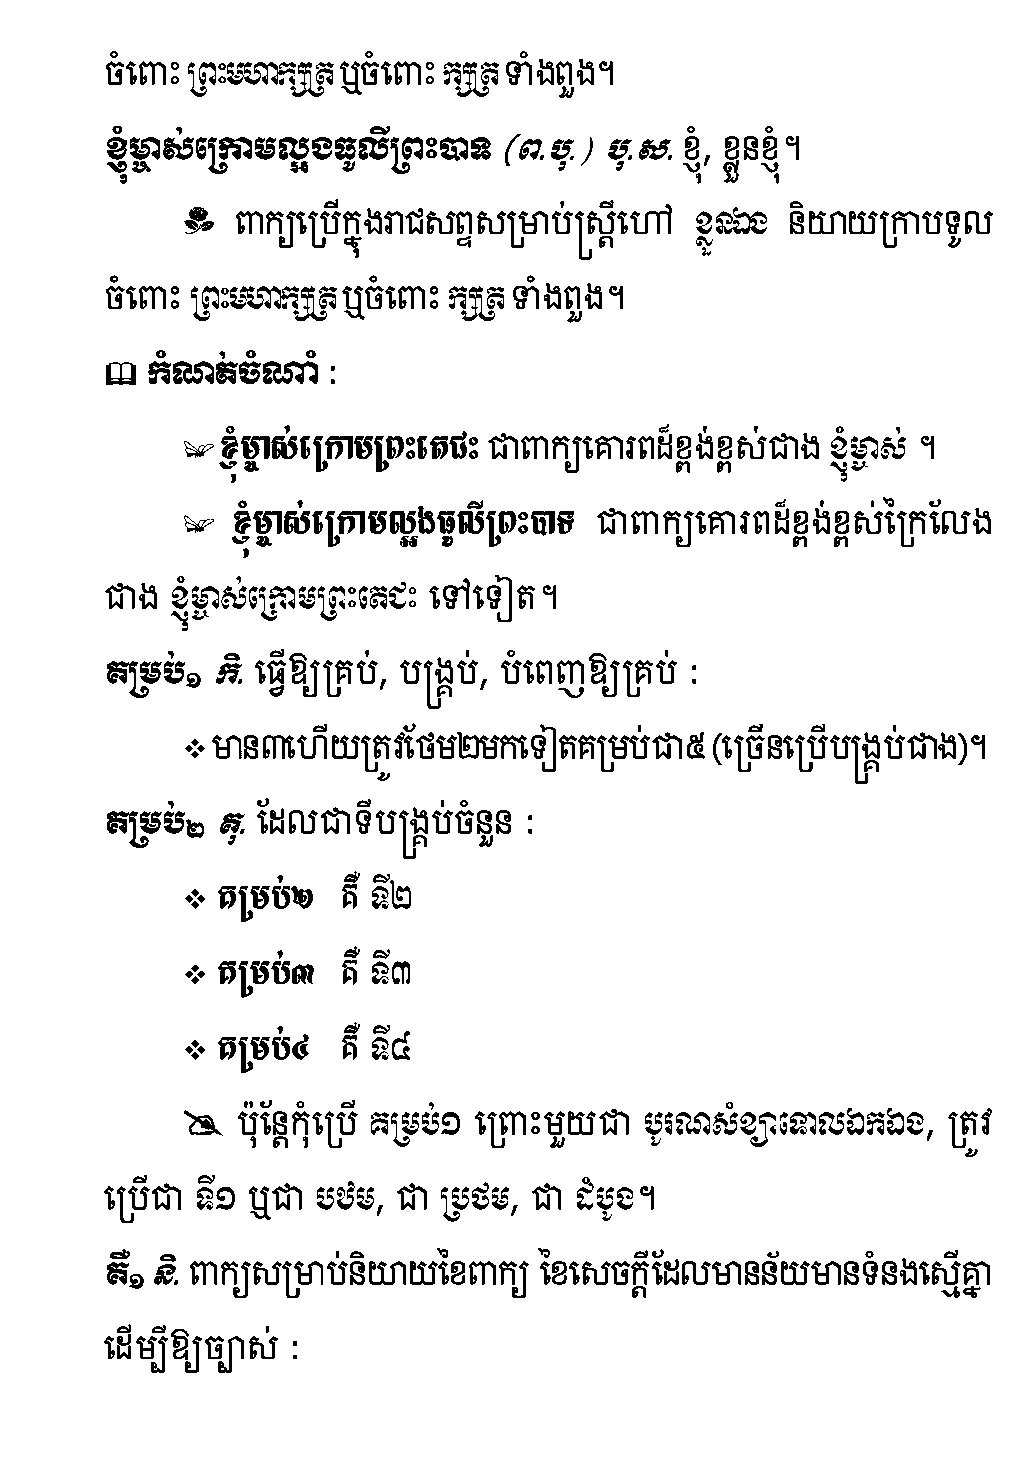 ចំពោះ ព្រះមហាក្សត្រ ឬចំពោះ ក្សត្រ ទាំងពួង។
ខ្ញុំម្ចាស់ក្រោមល្អងធូលីព្រះបាទ (ព.បុ.) បុ.ស. ខ្ញុំ, ខ្លួនខ្ញុំ។
ពាក្យប្រើក្នុងរាជសព្ទសម្រាប់ស្ត្រីហៅ ខ្លួនឯង និយាយក្រាបទូល
ចំពោះ ព្រះមហាក្សត្រ ឬចំពោះ ក្សត្រ ទាំងពួង។
🕮 កំណត់ចំណាំ :
ខ្ញុំម្ចាស់ក្រោមព្រះតេជះ ជាពាក្យគោរពដ៏ខ្ពង់ខ្ពស់ជាង ខ្ញុំម្ចាស់ ។
ខ្ញុំម្ចាស់ក្រោមល្អងធូលីព្រះបាទ ជាពាក្យគោរពដ៏ខ្ពង់ខ្ពស់ក្រៃលែង
ជាង ខ្ញុំម្ចាស់ក្រោមព្រះតេជះ ទៅទៀត។
គម្រប់១ កិ. ធ្វើឱ្យគ្រប់, បង្គ្រប់, បំពេញឱ្យគ្រប់ :
❖ មាន៣ហើយត្រូវថែម២មកទៀតគម្រប់ជា៥ (ច្រើនប្រើបង្គ្រប់ជាង)។
គម្រប់២ គុ. ដែលជាទីបង្គ្រប់ចំនួន :
❖ គម្រប់២ គឺ ទី២
❖ គម្រប់៣ គឺ ទី៣
❖ គម្រប់៤ គឺ ទី៤
ប៉ុន្តែកុំប្រើ គម្រប់១ ព្រោះមួយជា បូរណសំខ្យាទោលឯកឯង, ត្រូវ
ប្រើជា ទី១ ឬជា បឋម, ជា ប្រថម, ជា ដំបូង។
គឺ១ និ. ពាក្យសម្រាប់និយាយខៃពាក្យ ខៃសេចក្ដីដែលមានន័យមានទំនងស្មើគ្នា
ដើម្បីឱ្យច្បាស់ :